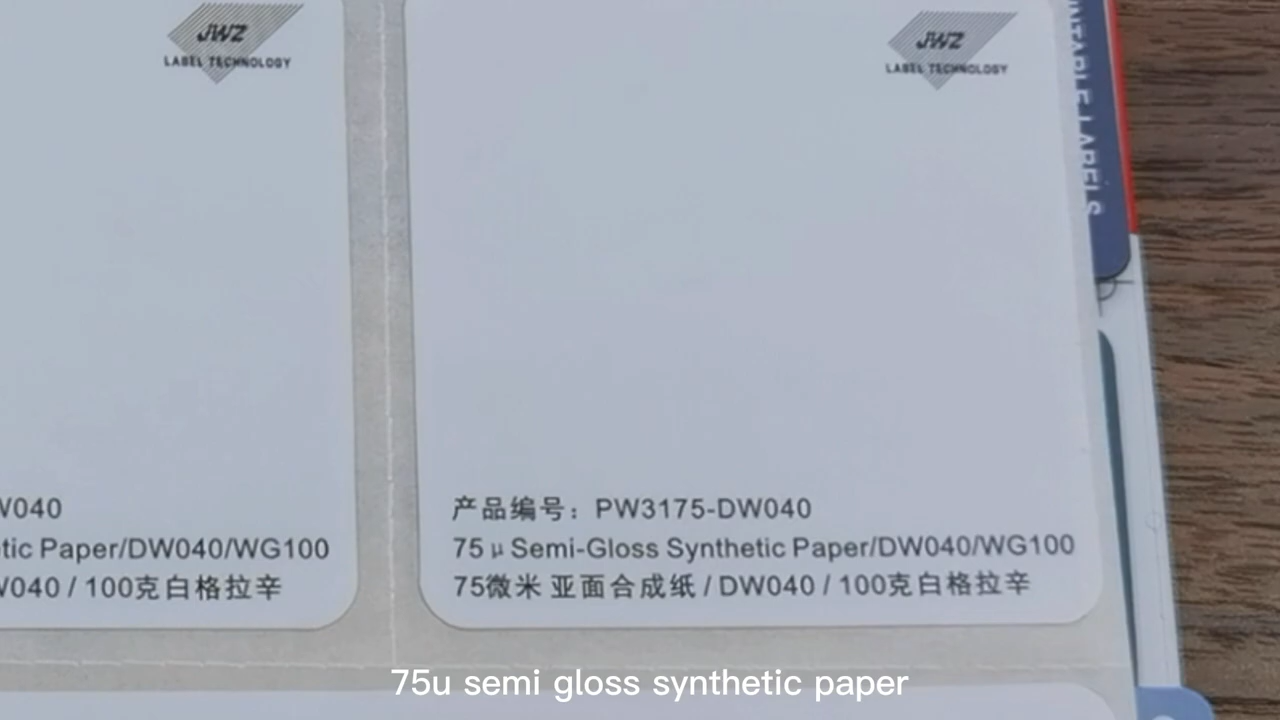 JWZ
LABEL TECHNOLOGY
JWZ
LABEL TECHNOLOGY
LABELS
W040
tic Paper/DW040/WG100
W040 / 100克白格拉辛
产品编号：PW3175-DW040
75μSemi-Gloss Synthetic Paper/DW040/WG100
75微米 亚面合成纸 / DW040 / 100克白格拉辛
75u semi gloss synthetic paper